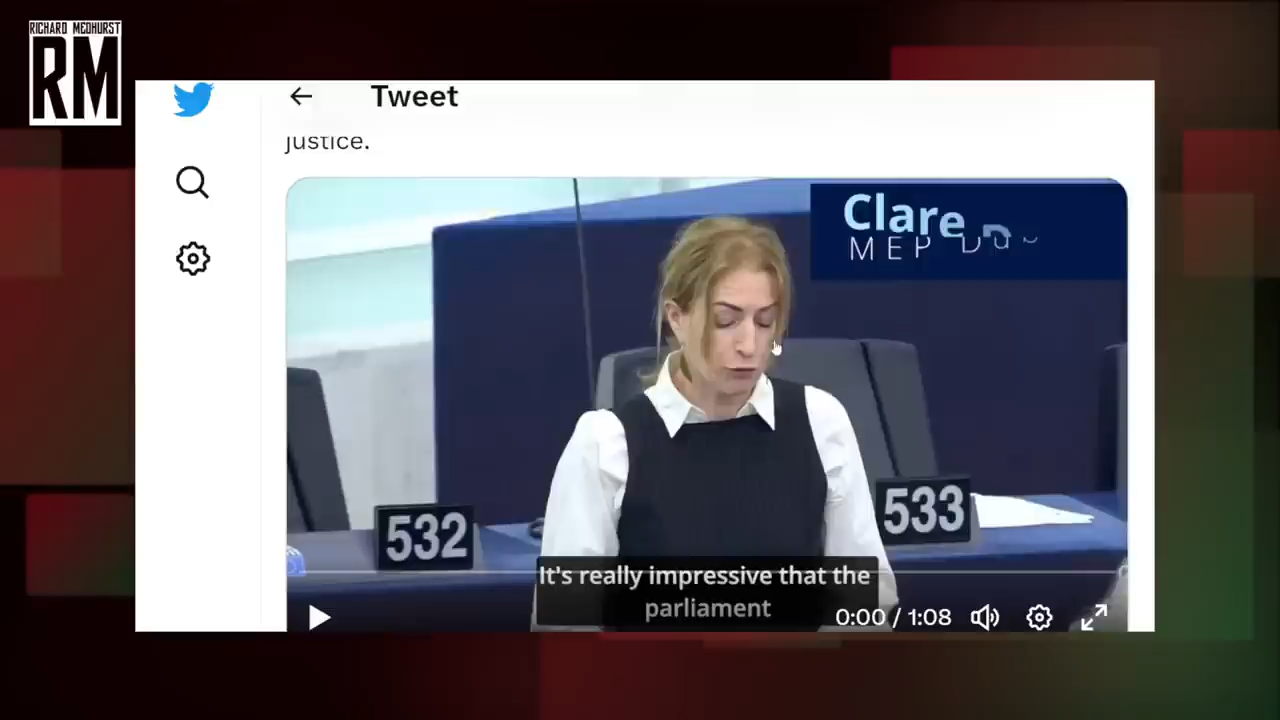 RICHARD MEDHURST
RM
Tweet
justice.
Clare
MEP
532
533
It's really impressive that the
parliament
0:00 / 1:08